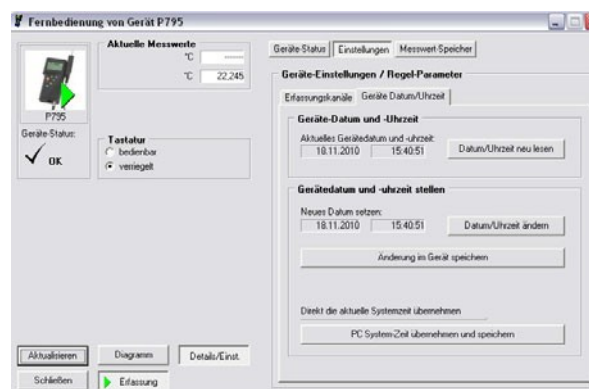 Fernbedienung von Gerät P795
P795
Geräte-Status:
OK
Aktuelle Messwerte
°C -----
°C 22,245
Tastatur
bedienbar
verriegelt
Aktualisieren
Diagramm
Details/Einst.
Schließen
Erfassung
Geräte-Status
Einstellungen
Messwert-Speicher
Geräte-Einstellungen / Regel-Parameter
Erfassungskanäle
Geräte Datum/Uhrzeit
Geräte-Datum und -Uhrzeit
Aktuelles Gerätedatum und -uhrzeit:
18.11.2010 15:40:51 Datum/Uhrzeit neu lesen
Gerätedatum und -uhrzeit stellen
Neues Datum setzen:
18.11.2010 15:40:51 Datum/Uhrzeit ändern
Änderung im Gerät speichern
Direkt die aktuelle Systemzeit übernehmen
PC System-Zeit übernehmen und speichern